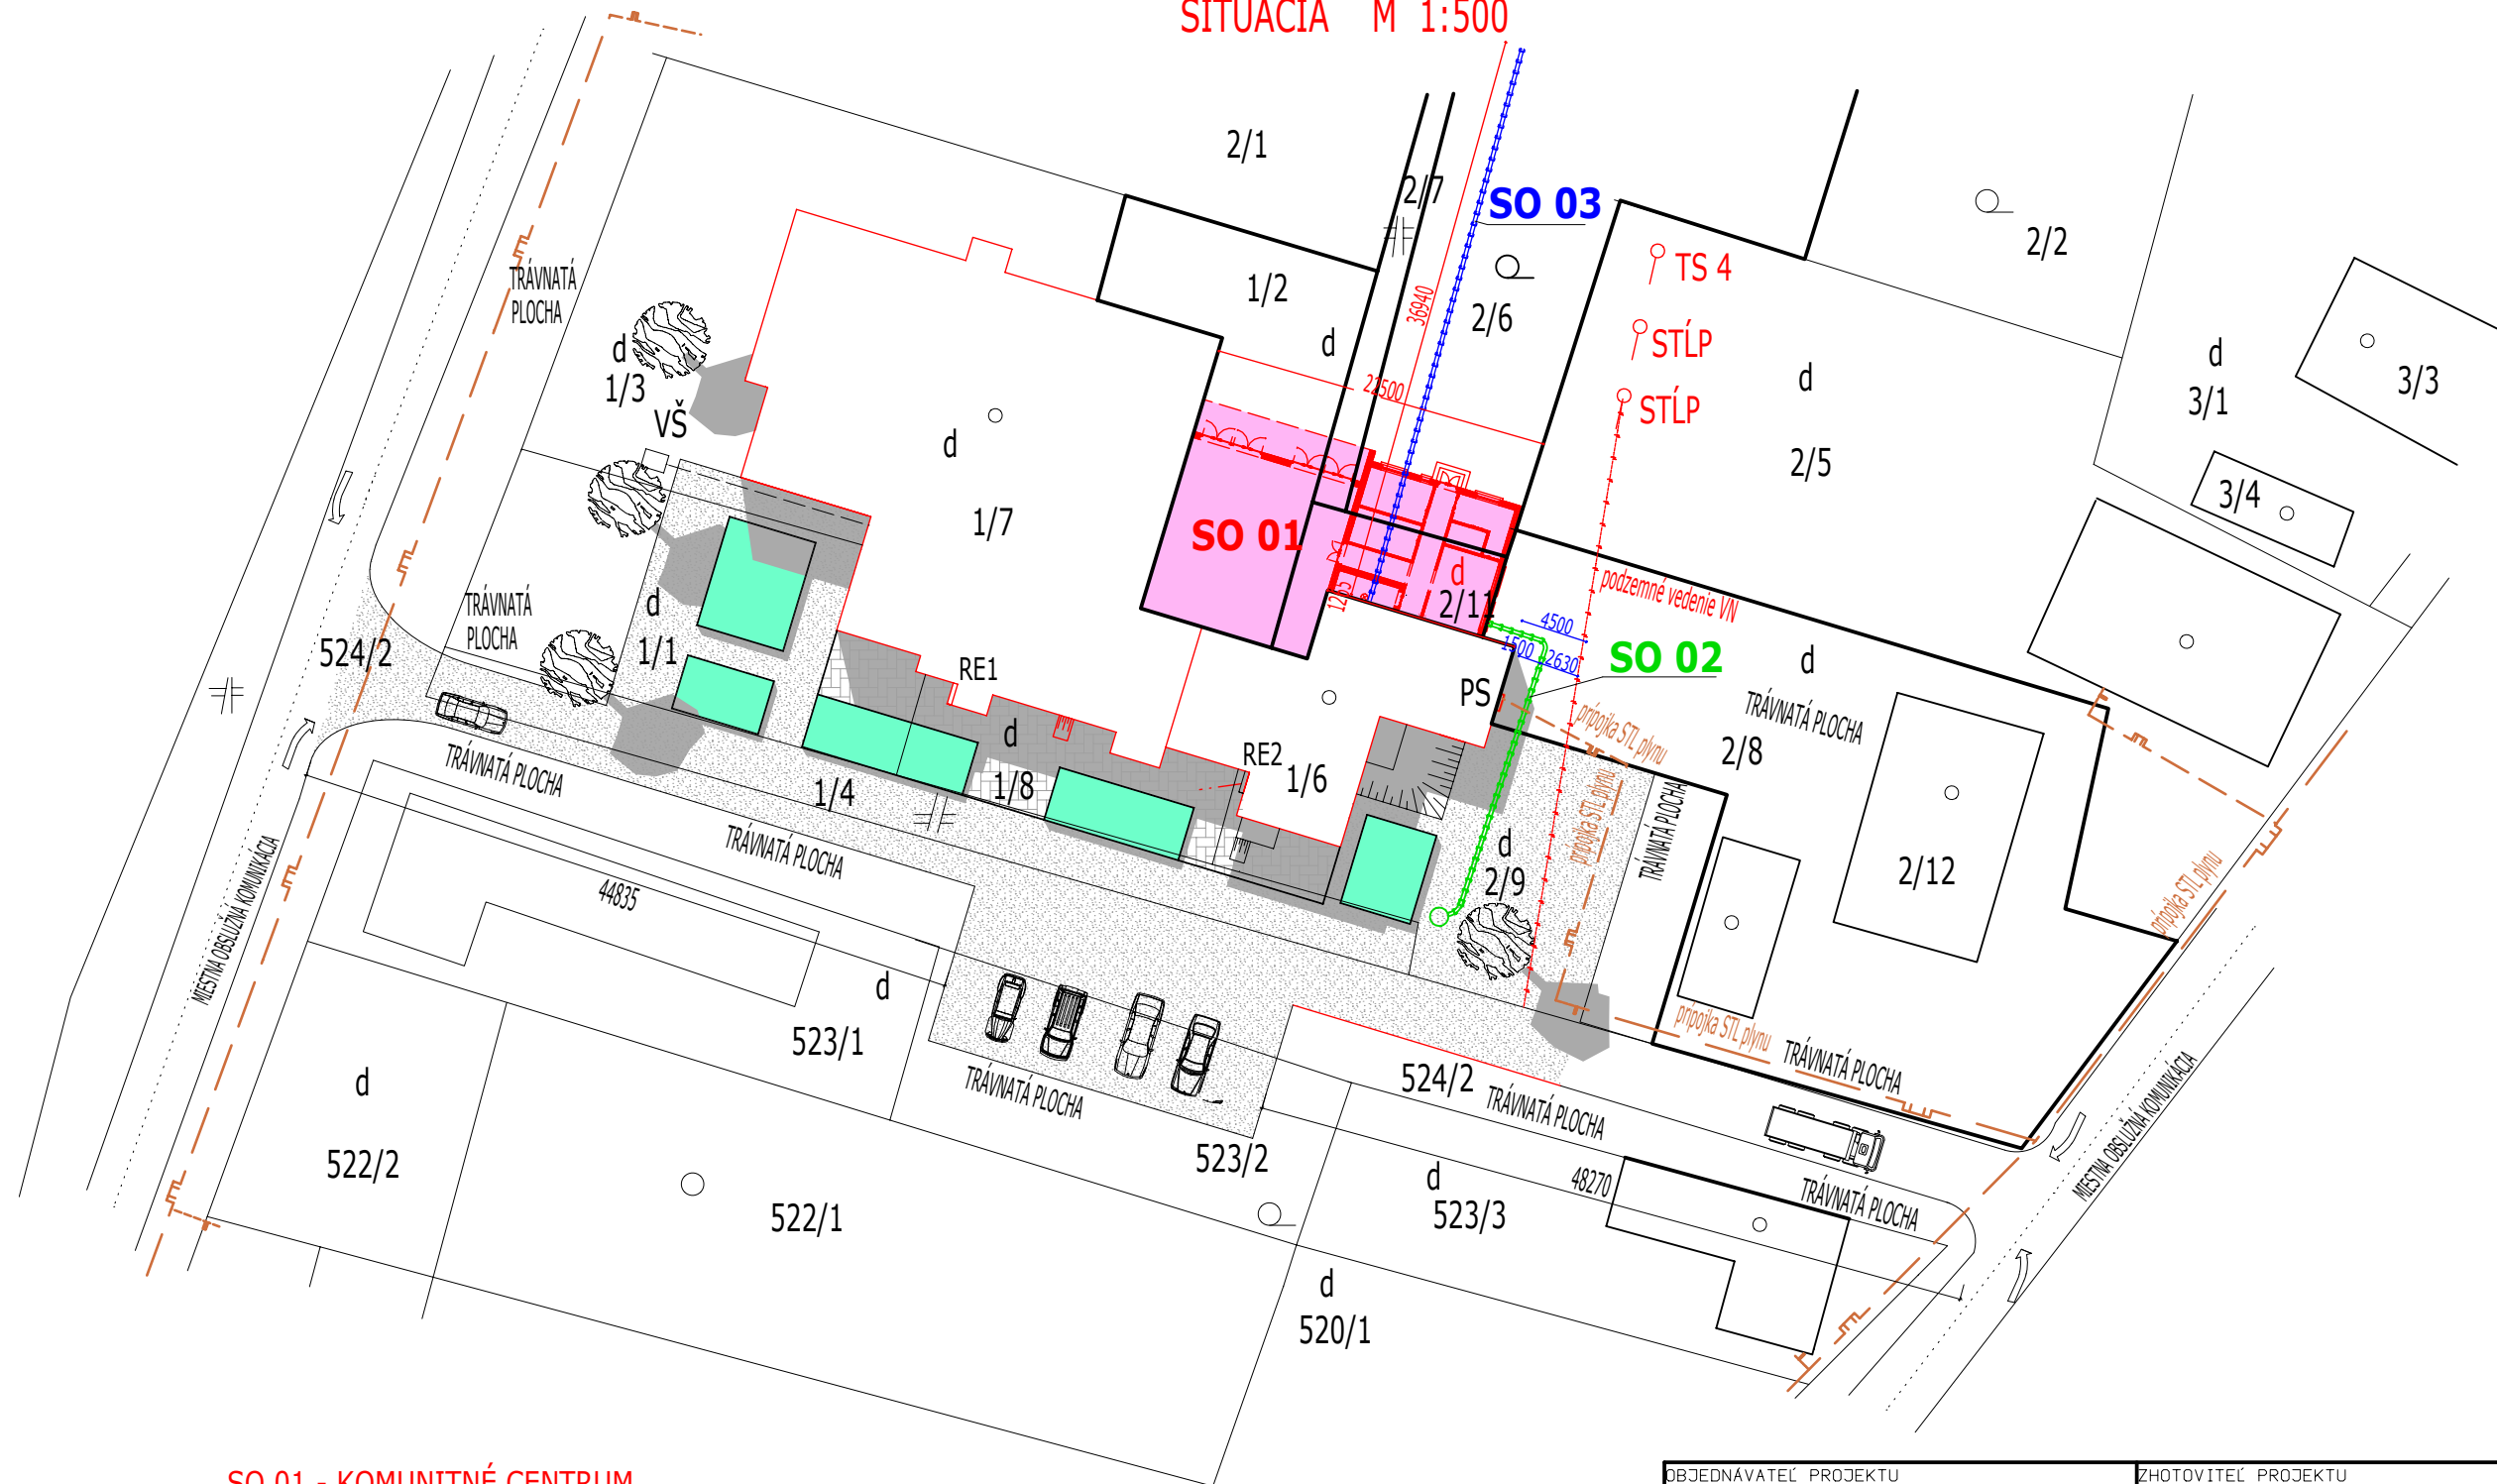 SITUÁCIA M 1:500
2/1
2/7
SO 03
2/2
TS 4
1/2
2/6
36940
STĹP
TRÁVNATÁ
PLOCHA
d
1/3
d
22500
STĹP
d
2/5
d
3/1
3/3
VŠ
d
1/7
3/4
SO 01
d
2/11
podzemné vedenie VN
TRÁVNATÁ
PLOCHA
d
1/1
524/2
4500
1500
2630
SO 02
d
RE1
PS
TRÁVNATÁ PLOCHA
2/8
prípojka STL plynu
d
1/8
RE2
1/6
1/4
TRÁVNATÁ PLOCHA
TRÁVNATÁ PLOCHA
prípojka STL plynu
TRÁVNATÁ PLOCHA
d
2/9
2/12
prípojka STL plynu
MIESTNA OBSLUŽNÁ KOMUNIKÁCIA
44835
d
523/1
TRÁVNATÁ PLOCHA
524/2
prípojka STL plynu
TRÁVNATÁ PLOCHA
TRÁVNATÁ PLOCHA
MIESTNA OBSLUŽNÁ KOMUNIKÁCIA
d
522/2
522/1
523/2
d
523/3
48270
TRÁVNATÁ PLOCHA
d
520/1
SO 01 - KOMUNITNÉ CENTRUM
OBJEDNÁVATEĽ PROJEKTU
ZHOTOVITEĽ PROJEKTU